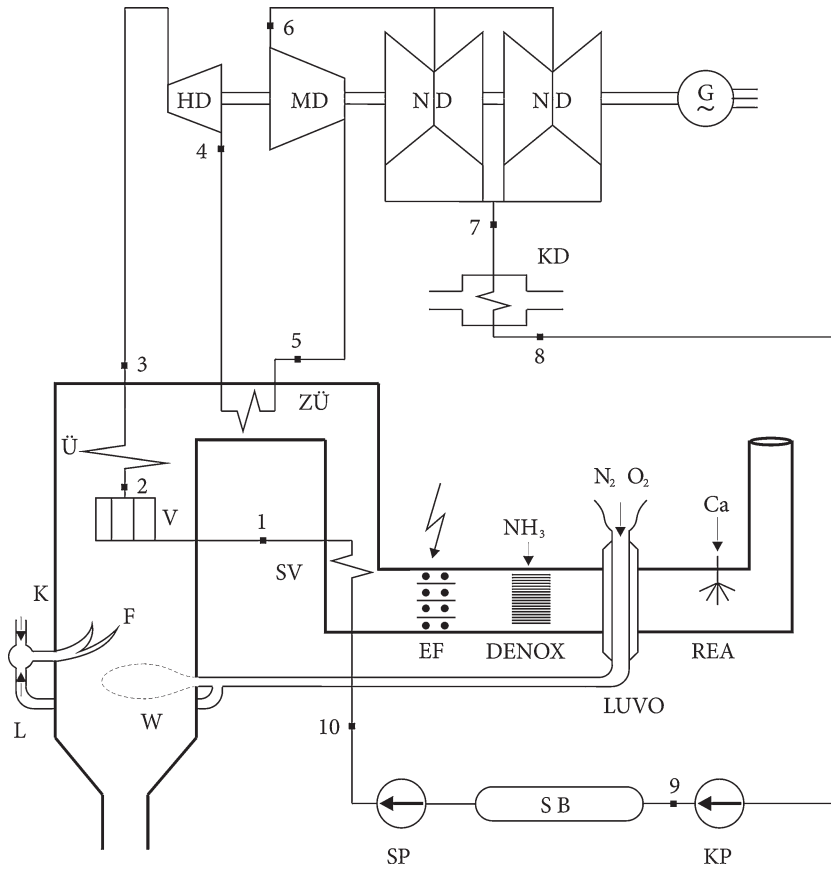 6
HD
MD
N D
N D
G
~
4
7
KD
5
8
3
ZÜ
Ü
2
V
1
SV
N₂ O₂
NH₃
Ca
K
F
EF
DENOX
REA
W
L
LUVO
10
9
S B
SP
KP